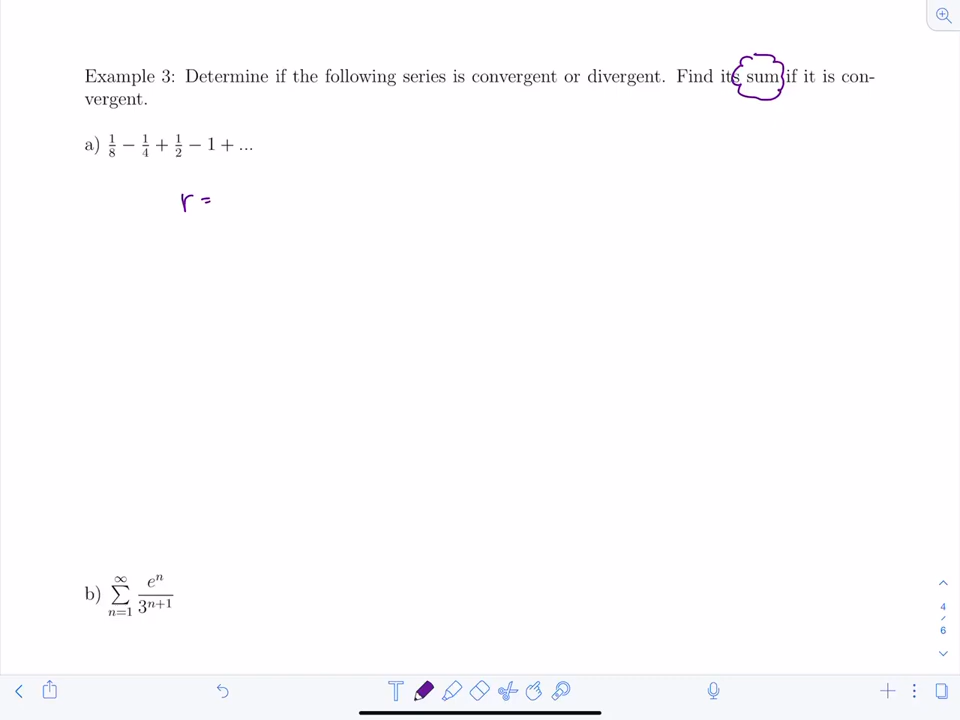 Example 3: Determine if the following series is convergent or divergent. Find its sum if it is con-
vergent.
a) 1/8 − 1/4 + 1/2 − 1 + ...
r =
b) ∑_{n=1}^{∞} e^n / 3^{n+1}
4
/
6
T